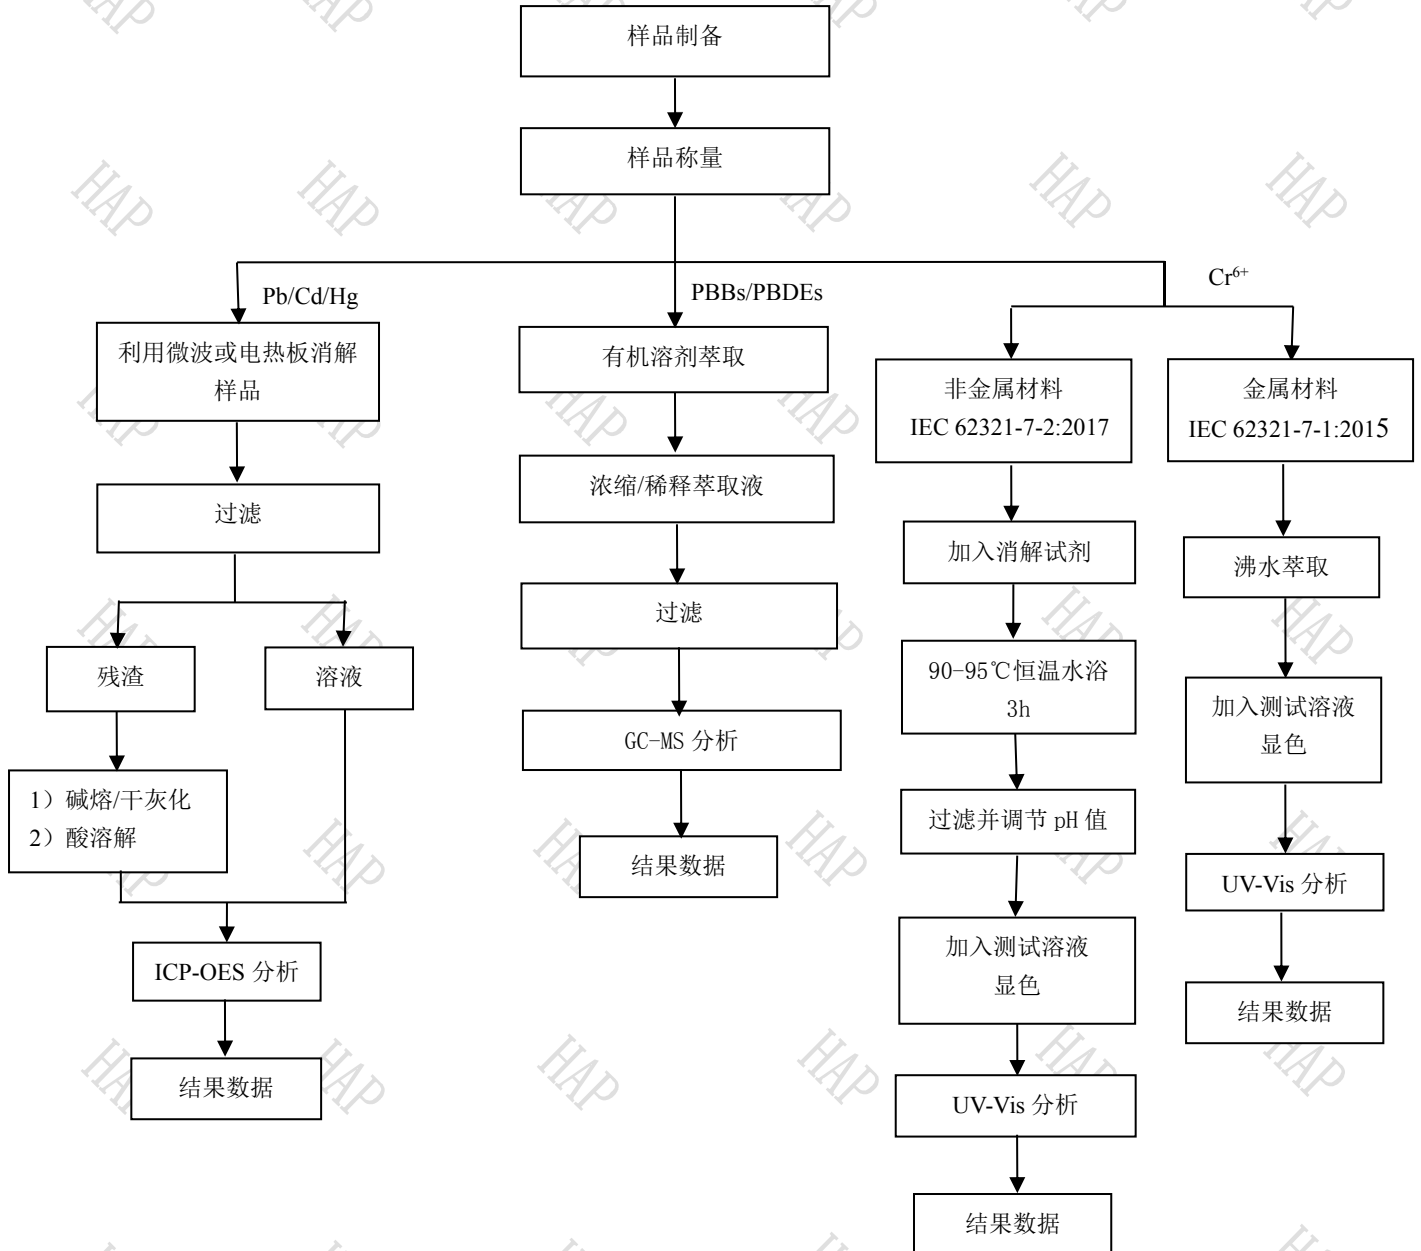 样品制备
样品称量
Pb/Cd/Hg
PBBs/PBDEs
Cr⁶⁺
利用微波或电热板消解
样品
过滤
残渣
溶液
1）碱熔/干灰化
2）酸溶解
ICP-OES 分析
结果数据
有机溶剂萃取
浓缩/稀释萃取液
过滤
GC-MS 分析
结果数据
非金属材料
IEC 62321-7-2:2017
加入消解试剂
90-95℃恒温水浴
3h
过滤并调节 pH 值
加入测试溶液
显色
UV-Vis 分析
结果数据
金属材料
IEC 62321-7-1:2015
沸水萃取
加入测试溶液
显色
UV-Vis 分析
结果数据
HAP